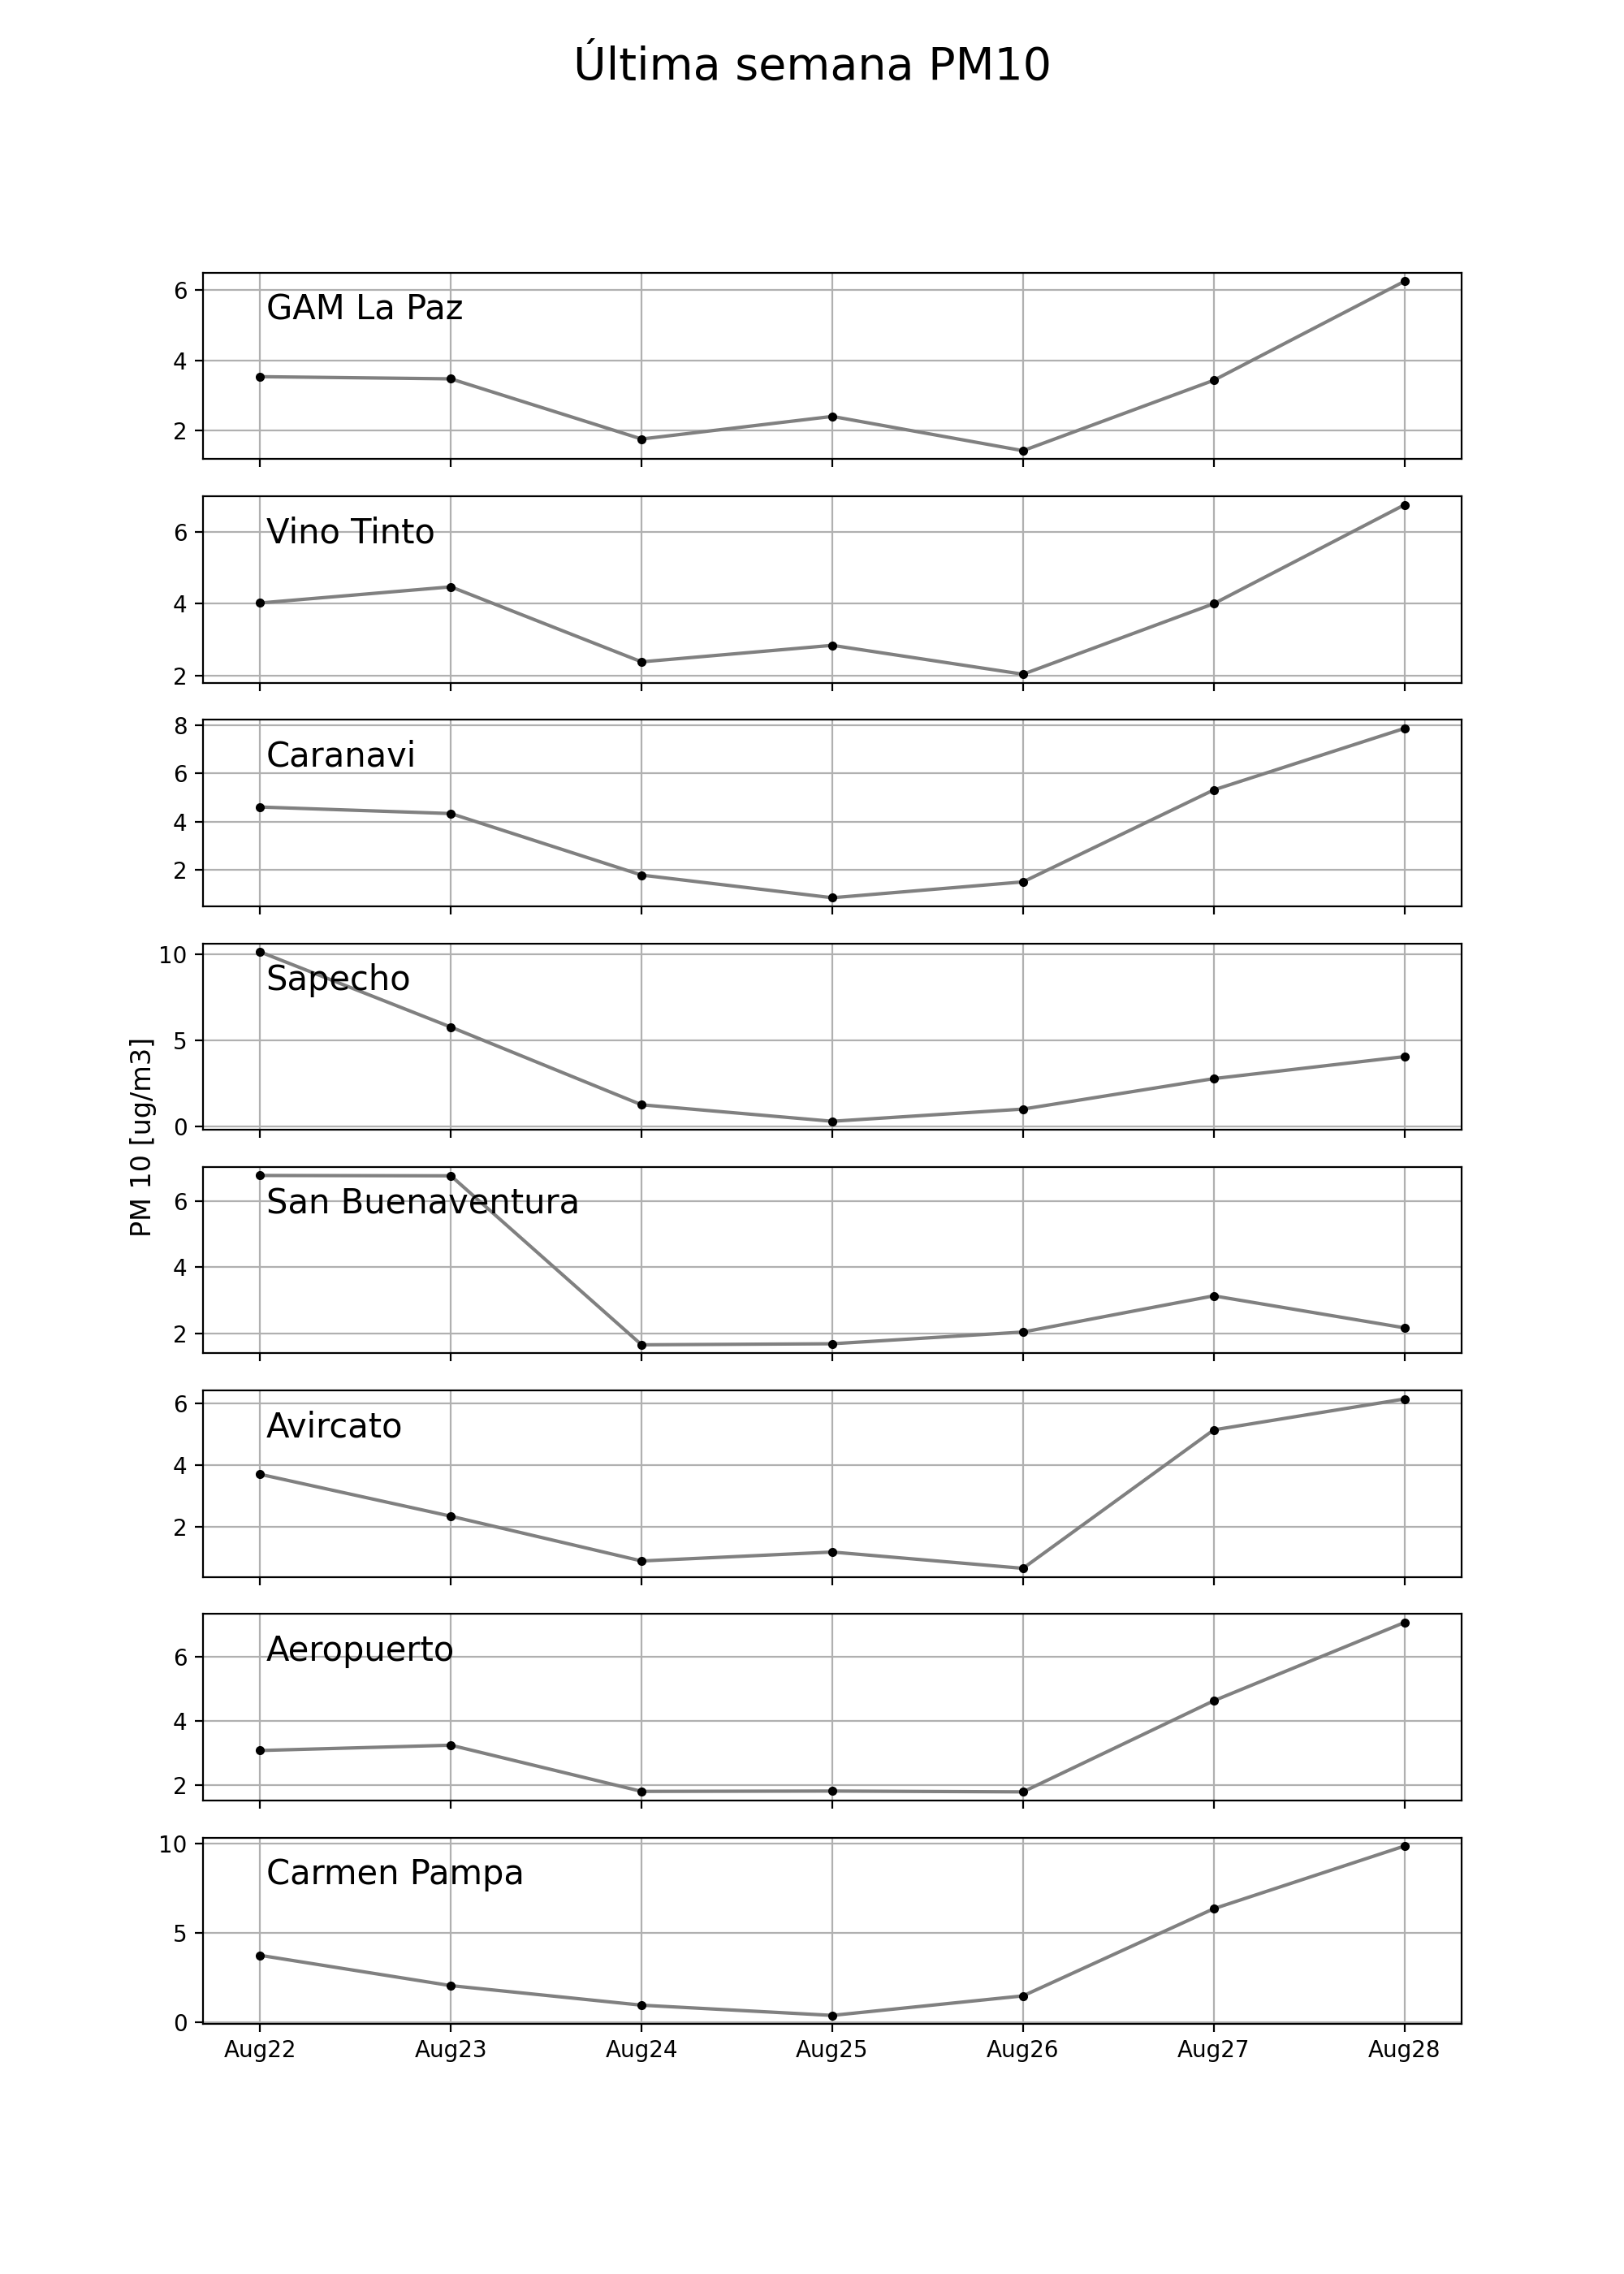 Última semana PM10
6
GAM La Paz
4
2
6
Vino Tinto
4
2
8
Caranavi
6
4
2
10
Sapecho
5
0
PM 10 [ug/m3]
6
San Buenaventura
4
2
6
Avircato
4
2
Aeropuerto
6
4
2
10
Carmen Pampa
5
0
Aug22 Aug23 Aug24 Aug25 Aug26 Aug27 Aug28